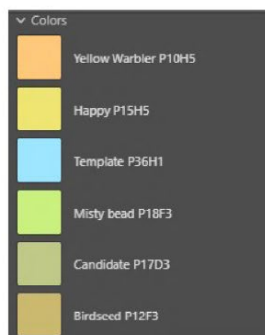 Colors
Yellow Warbler P10H5
Happy P15H5
Template P36H1
Misty bead P18F3
Candidate P17D3
Birdseed P12F3